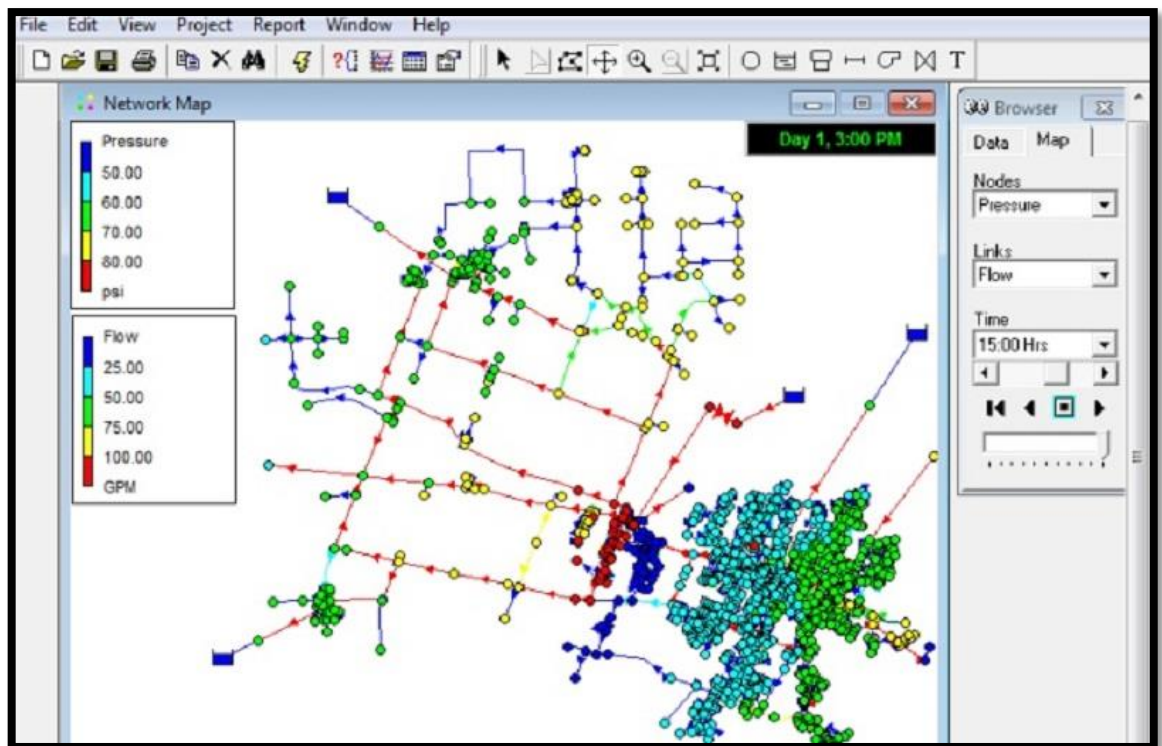 File Edit View Project Report Window Help
T
Network Map
Day 1, 3:00 PM
Pressure
50.00
60.00
70.00
80.00
psi
Flow
25.00
50.00
75.00
100.00
GPM
Browser
Data Map
Nodes
Pressure
Links
Flow
Time
15:00 Hrs